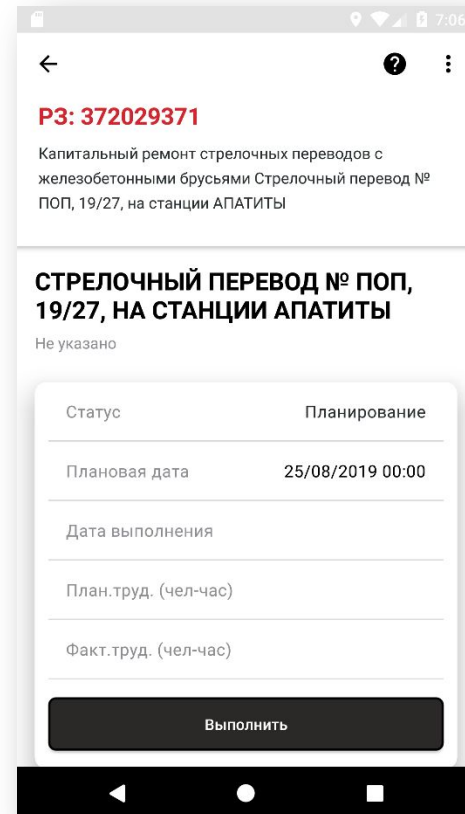 7:06
РЗ: 372029371
Капитальный ремонт стрелочных переводов с
железобетонными брусьями Стрелочный перевод №
ПОП, 19/27, на станции АПАТИТЫ
СТРЕЛОЧНЫЙ ПЕРЕВОД № ПОП,
19/27, НА СТАНЦИИ АПАТИТЫ
Не указано
Статус Планирование
Плановая дата 25/08/2019 00:00
Дата выполнения
План.труд. (чел-час)
Факт.труд. (чел-час)
Выполнить